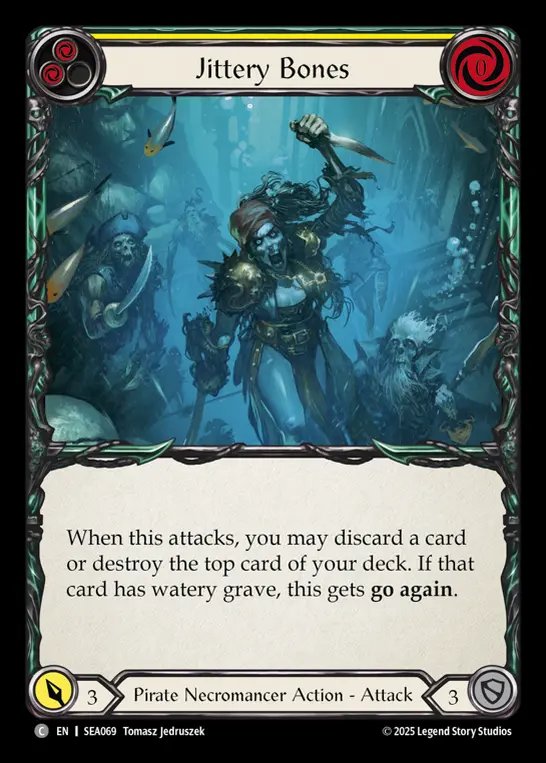 Jittery Bones
0
When this attacks, you may discard a card
or destroy the top card of your deck. If that
card has watery grave, this gets go again.
3
Pirate Necromancer Action - Attack
3
C EN | SEA069 Tomasz Jedruszek
© 2025 Legend Story Studios